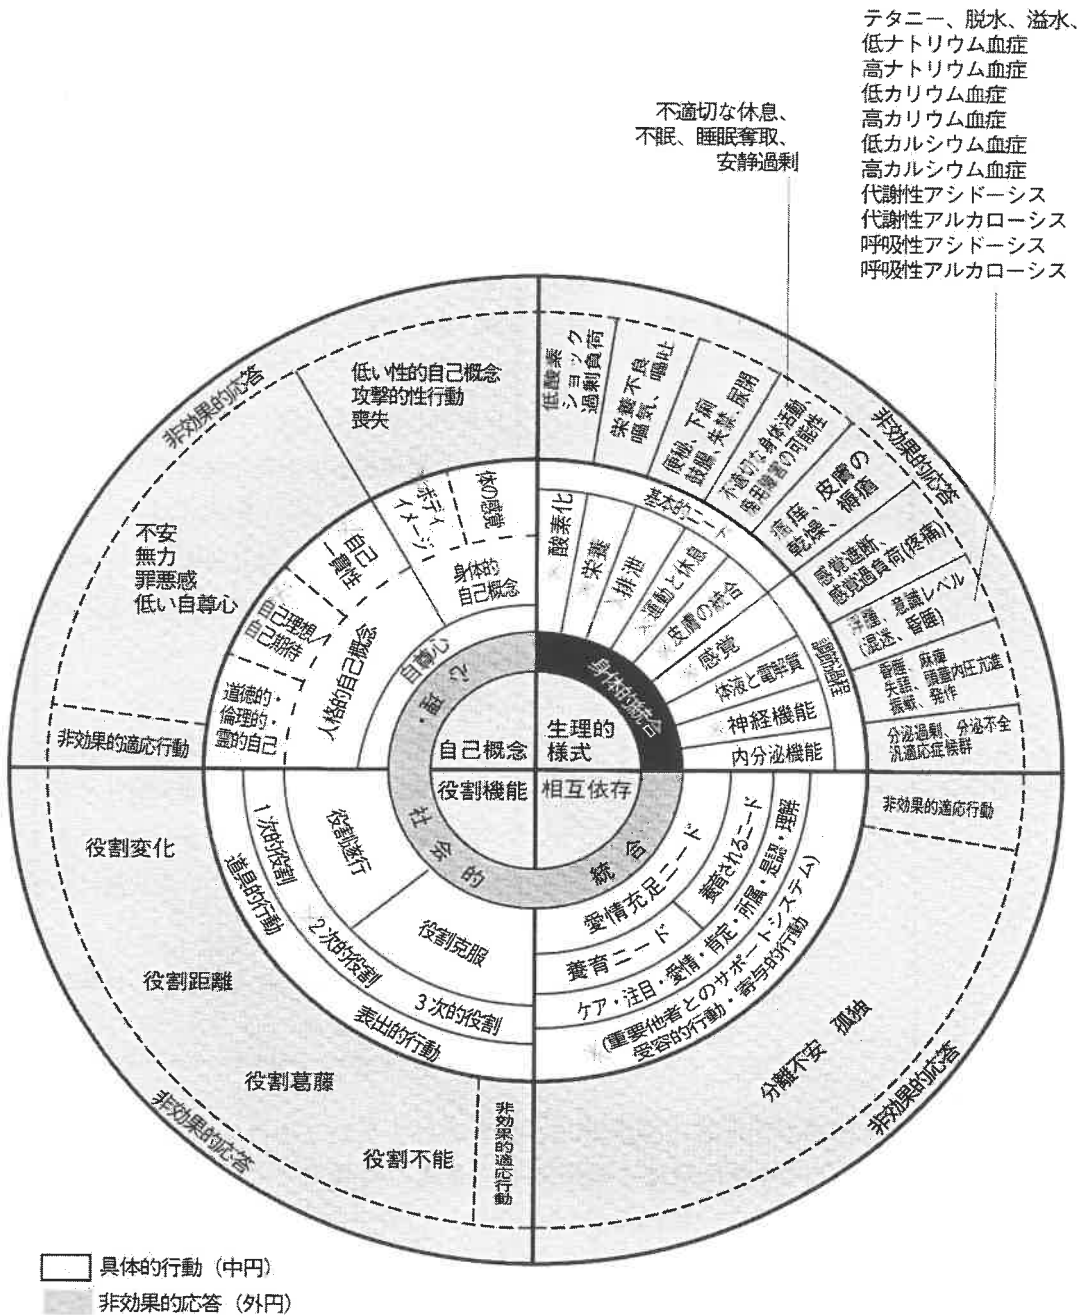 テタニー、脱水、溢水、
低ナトリウム血症
高ナトリウム血症
低カリウム血症
高カリウム血症
低カルシウム血症
高カルシウム血症
代謝性アシドーシス
代謝性アルカローシス
呼吸性アシドーシス
呼吸性アルカローシス
不適切な休息、
不眠、睡眠奪取、
安静過剰
非効果的応答
低い性的自己概念
攻撃的性行動
喪失
不安
無力
罪悪感
低い自尊心
非効果的適応行動
体の感覚
ボディ
イメージ
身体的
自己概念
自己
一貫性
自己理想/
自己期待
道徳的・
倫理的・
霊的自己
人格的自己概念
自尊心
心理・
自己概念
非効果的応答
低酸素
ショック
過剰負荷
栄養不良
嘔気、嘔吐
便秘、下痢
鼓腸、失禁、尿閉
不適切な身体活動、
の可能性
皮膚の
乾燥、褥瘡
感覚遮断、
感覚過負荷(疼痛)
意識レベル
(混迷、昏睡)
昏睡、麻痺
失語、頭蓋内圧亢進
発作
分泌過剰、分泌不全
汎適応症候群
基本的ニード
酸素化
栄養
排泄
運動と休息
皮膚の統合
調節過程
感覚
体液と電解質
神経機能
内分泌機能
身体的統合
生理的
様式
役割機能
相互依存
社会的
統合
役割遂行
役割克服
1次的役割
2次的役割
3次的役割
道具的行動
表出的行動
役割変化
役割距離
役割葛藤
役割不能
非効果的適応行動
非効果的応答
愛情充足ニード
養育されるニード
養育ニード
ケア・注目・愛情・肯定・所属・是認・理解
(重要他者とのサポートシステム)
受容的行動・寄与的行動
非効果的適応行動
分離不安 孤独
非効果的応答
具体的行動(中円)
非効果的応答(外円)